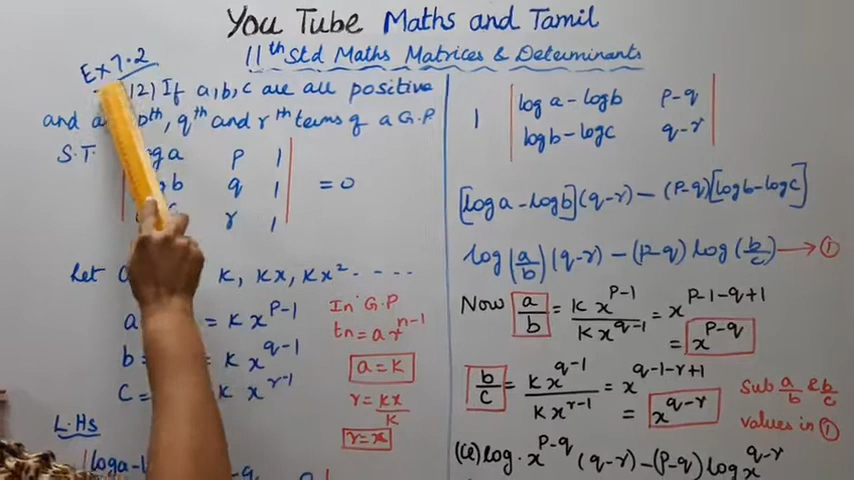 You Tube Maths and Tamil
11th Std Maths Matrices & Determinants
Ex 7.2
12) If a,b,c are all positive
and a pth, qth and rth terms of a G.P
S.T
a p 1
b q 1
r 1
= 0
Let K, Kx, Kx² - - - -
a = K x^P-1
b = K x^q-1
C = K x^r-1
In G.P
tn = a r^n-1
a = K
r = Kx/K
r = x
L.Hs
loga-
1 | log a - log b P-q
log b - log c q-r |
[log a - log b] (q-r) - (P-q) [log b - log c]
log (a/b) (q-r) - (P-q) log (b/c) → ①
Now a/b = K x^P-1 / K x^q-1 = x^P-1-q+1
= x^P-q
b/c = K x^q-1 / K x^r-1 = x^q-1-r+1
= x^q-r
Sub a/b & b/c
values in ①
(ie) log . x^P-q (q-r) - (P-q) log x^q-r